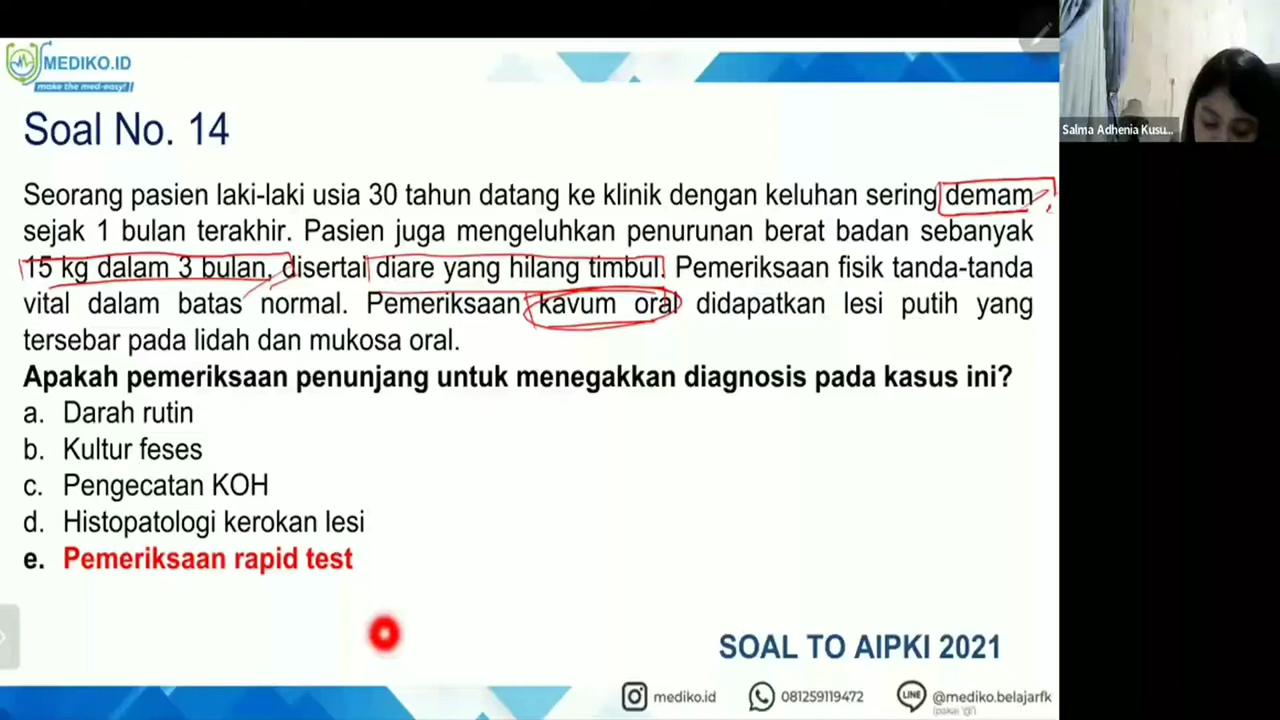 MEDIKO.ID
make the med-easy!
Salma Adhenia Kusu...
Soal No. 14
Seorang pasien laki-laki usia 30 tahun datang ke klinik dengan keluhan sering demam
sejak 1 bulan terakhir. Pasien juga mengeluhkan penurunan berat badan sebanyak
15 kg dalam 3 bulan, disertai diare yang hilang timbul. Pemeriksaan fisik tanda-tanda
vital dalam batas normal. Pemeriksaan kavum oral didapatkan lesi putih yang
tersebar pada lidah dan mukosa oral.
Apakah pemeriksaan penunjang untuk menegakkan diagnosis pada kasus ini?
a. Darah rutin
b. Kultur feses
c. Pengecatan KOH
d. Histopatologi kerokan lesi
e. Pemeriksaan rapid test
SOAL TO AIPKI 2021
mediko.id
081259119472
LINE
@mediko.belajarfk
(pakai '@')